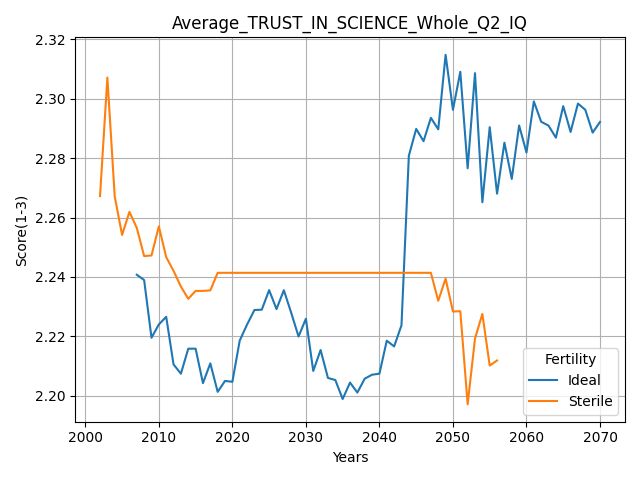 Average_TRUST_IN_SCIENCE_Whole_Q2_IQ
Score(1-3)
2.32
2.30
2.28
2.26
2.24
2.22
2.20
Fertility
Ideal
Sterile
2000 2010 2020 2030 2040 2050 2060 2070
Years